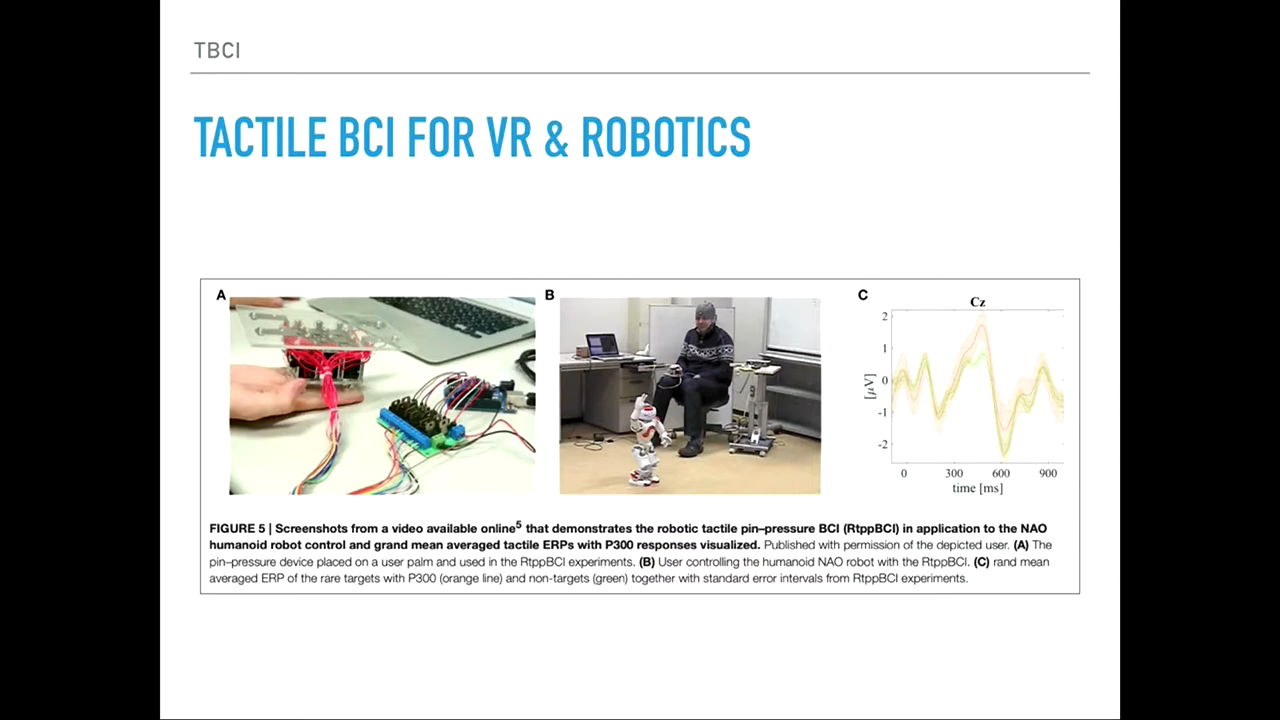 TBCI
TACTILE BCI FOR VR & ROBOTICS
A
B
C
Cz
2
1
0
-1
-2
[μV]
0 300 600 900
time [ms]
FIGURE 5 | Screenshots from a video available online5 that demonstrates the robotic tactile pin–pressure BCI (RtppBCI) in application to the NAO
humanoid robot control and grand mean averaged tactile ERPs with P300 responses visualized. Published with permission of the depicted user. (A) The
pin–pressure device placed on a user palm and used in the RtppBCI experiments. (B) User controlling the humanoid NAO robot with the RtppBCI. (C) rand mean
averaged ERP of the rare targets with P300 (orange line) and non-targets (green) together with standard error intervals from RtppBCI experiments.